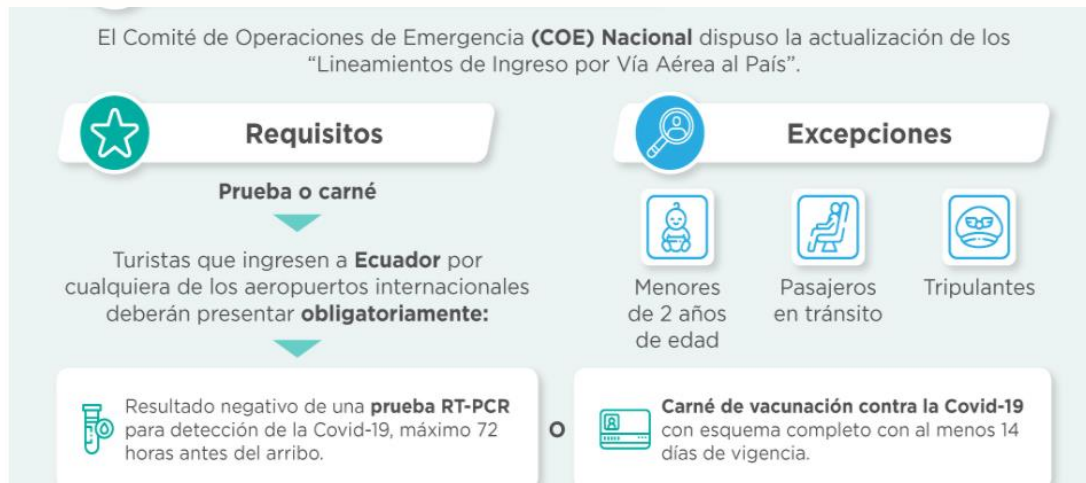 El Comité de Operaciones de Emergencia (COE) Nacional dispuso la actualización de los
“Lineamientos de Ingreso por Vía Aérea al País”.
Requisitos
Prueba o carné
Turistas que ingresen a Ecuador por
cualquiera de los aeropuertos internacionales
deberán presentar obligatoriamente:
Excepciones
Menores
de 2 años
de edad
Pasajeros
en tránsito
Tripulantes
Resultado negativo de una prueba RT-PCR
para detección de la Covid-19, máximo 72
horas antes del arribo.
O
Carné de vacunación contra la Covid-19
con esquema completo con al menos 14
días de vigencia.